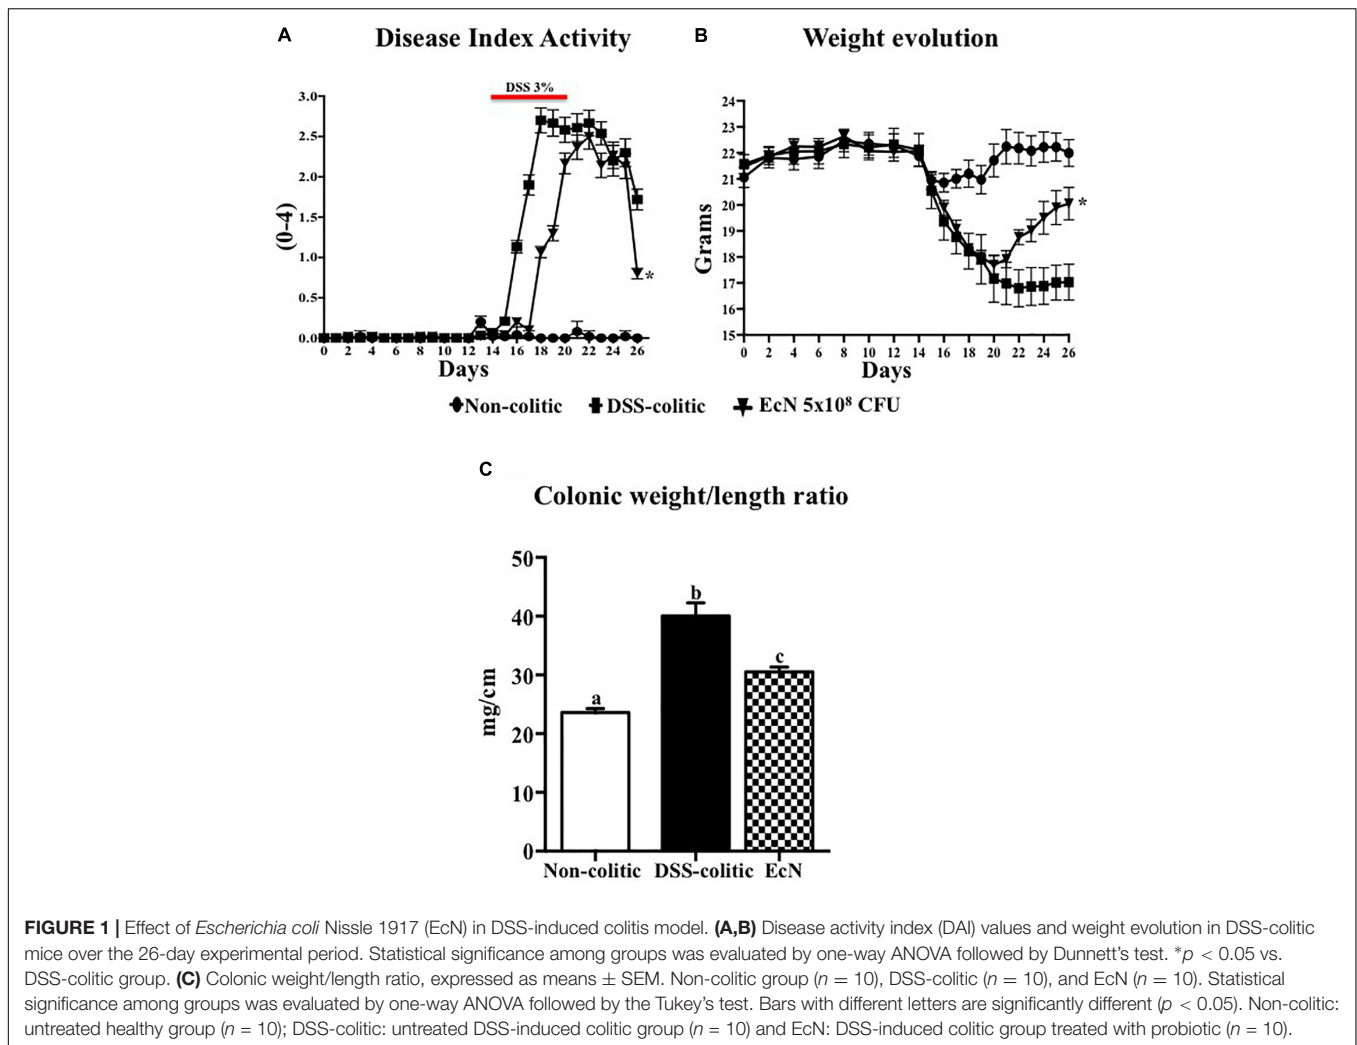 A
Disease Index Activity
DSS 3%
3.0
2.5
2.0
1.5
1.0
0.5
0.0
(0-4)
*
0 2 4 6 8 10 12 14 16 18 20 22 24 26
Days
B
Weight evolution
24
23
22
21
20
19
18
17
16
15
Grams
*
0 2 4 6 8 10 12 14 16 18 20 22 24 26
Days
Non-colitic DSS-colitic EcN 5x10⁸ CFU
C
Colonic weight/length ratio
50
40
30
20
10
0
mg/cm
a
b
c
Non-colitic DSS-colitic EcN
FIGURE 1 | Effect of Escherichia coli Nissle 1917 (EcN) in DSS-induced colitis model. (A,B) Disease activity index (DAI) values and weight evolution in DSS-colitic
mice over the 26-day experimental period. Statistical significance among groups was evaluated by one-way ANOVA followed by Dunnett's test. *p < 0.05 vs.
DSS-colitic group. (C) Colonic weight/length ratio, expressed as means ± SEM. Non-colitic group (n = 10), DSS-colitic (n = 10), and EcN (n = 10). Statistical
significance among groups was evaluated by one-way ANOVA followed by the Tukey's test. Bars with different letters are significantly different (p < 0.05). Non-colitic:
untreated healthy group (n = 10); DSS-colitic: untreated DSS-induced colitic group (n = 10) and EcN: DSS-induced colitic group treated with probiotic (n = 10).